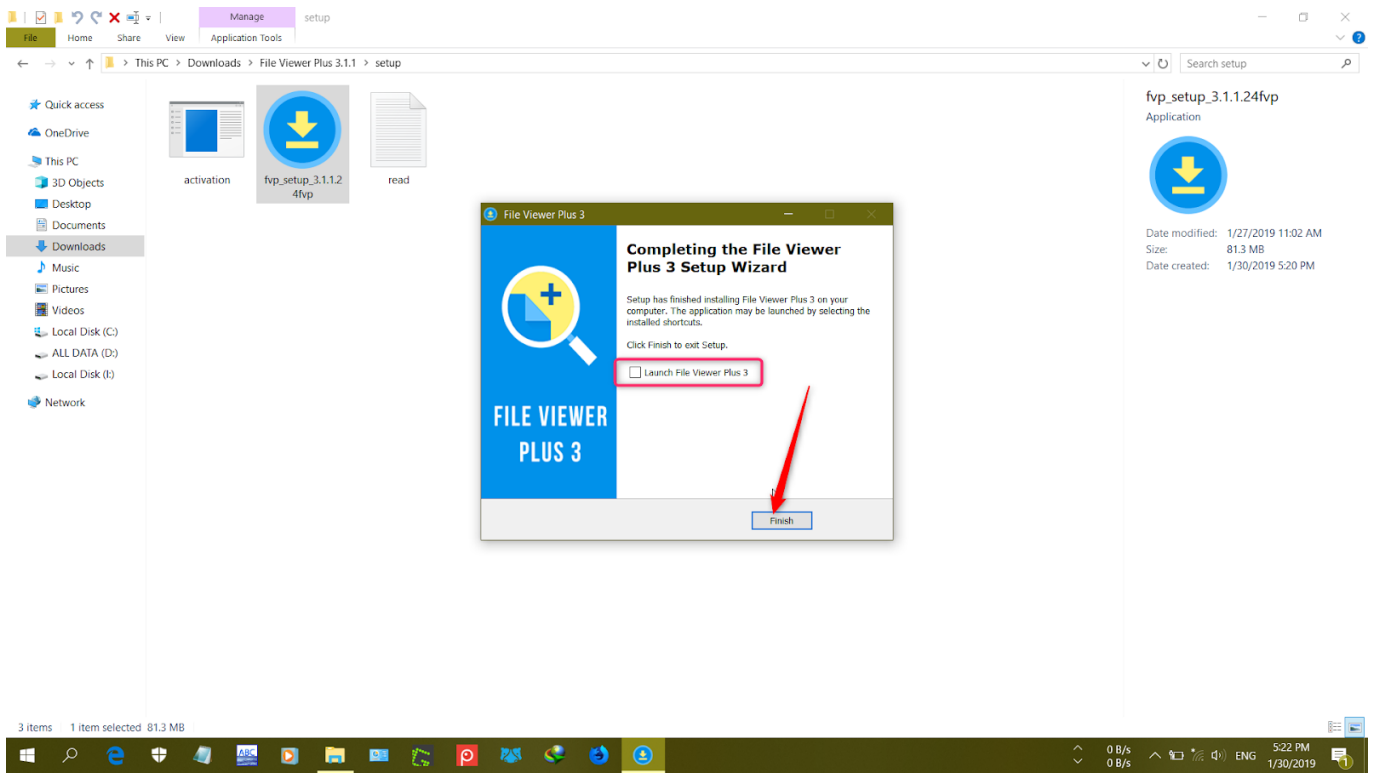 Manage
setup
File
Home
Share
View
Application Tools
This PC > Downloads > File Viewer Plus 3.1.1 > setup
Search setup
Quick access
OneDrive
This PC
3D Objects
Desktop
Documents
Downloads
Music
Pictures
Videos
Local Disk (C:)
ALL DATA (D:)
Local Disk (I:)
Network
activation
fvp_setup_3.1.1.2
4fvp
read
File Viewer Plus 3
Completing the File Viewer
Plus 3 Setup Wizard
Setup has finished installing File Viewer Plus 3 on your
computer. The application may be launched by selecting the
installed shortcuts.
Click Finish to exit Setup.
Launch File Viewer Plus 3
FILE VIEWER
PLUS 3
Finish
fvp_setup_3.1.1.24fvp
Application
Date modified: 1/27/2019 11:02 AM
Size: 81.3 MB
Date created: 1/30/2019 5:20 PM
3 items
1 item selected 81.3 MB
ABC
0 B/s
0 B/s
ENG
5:22 PM
1/30/2019
1